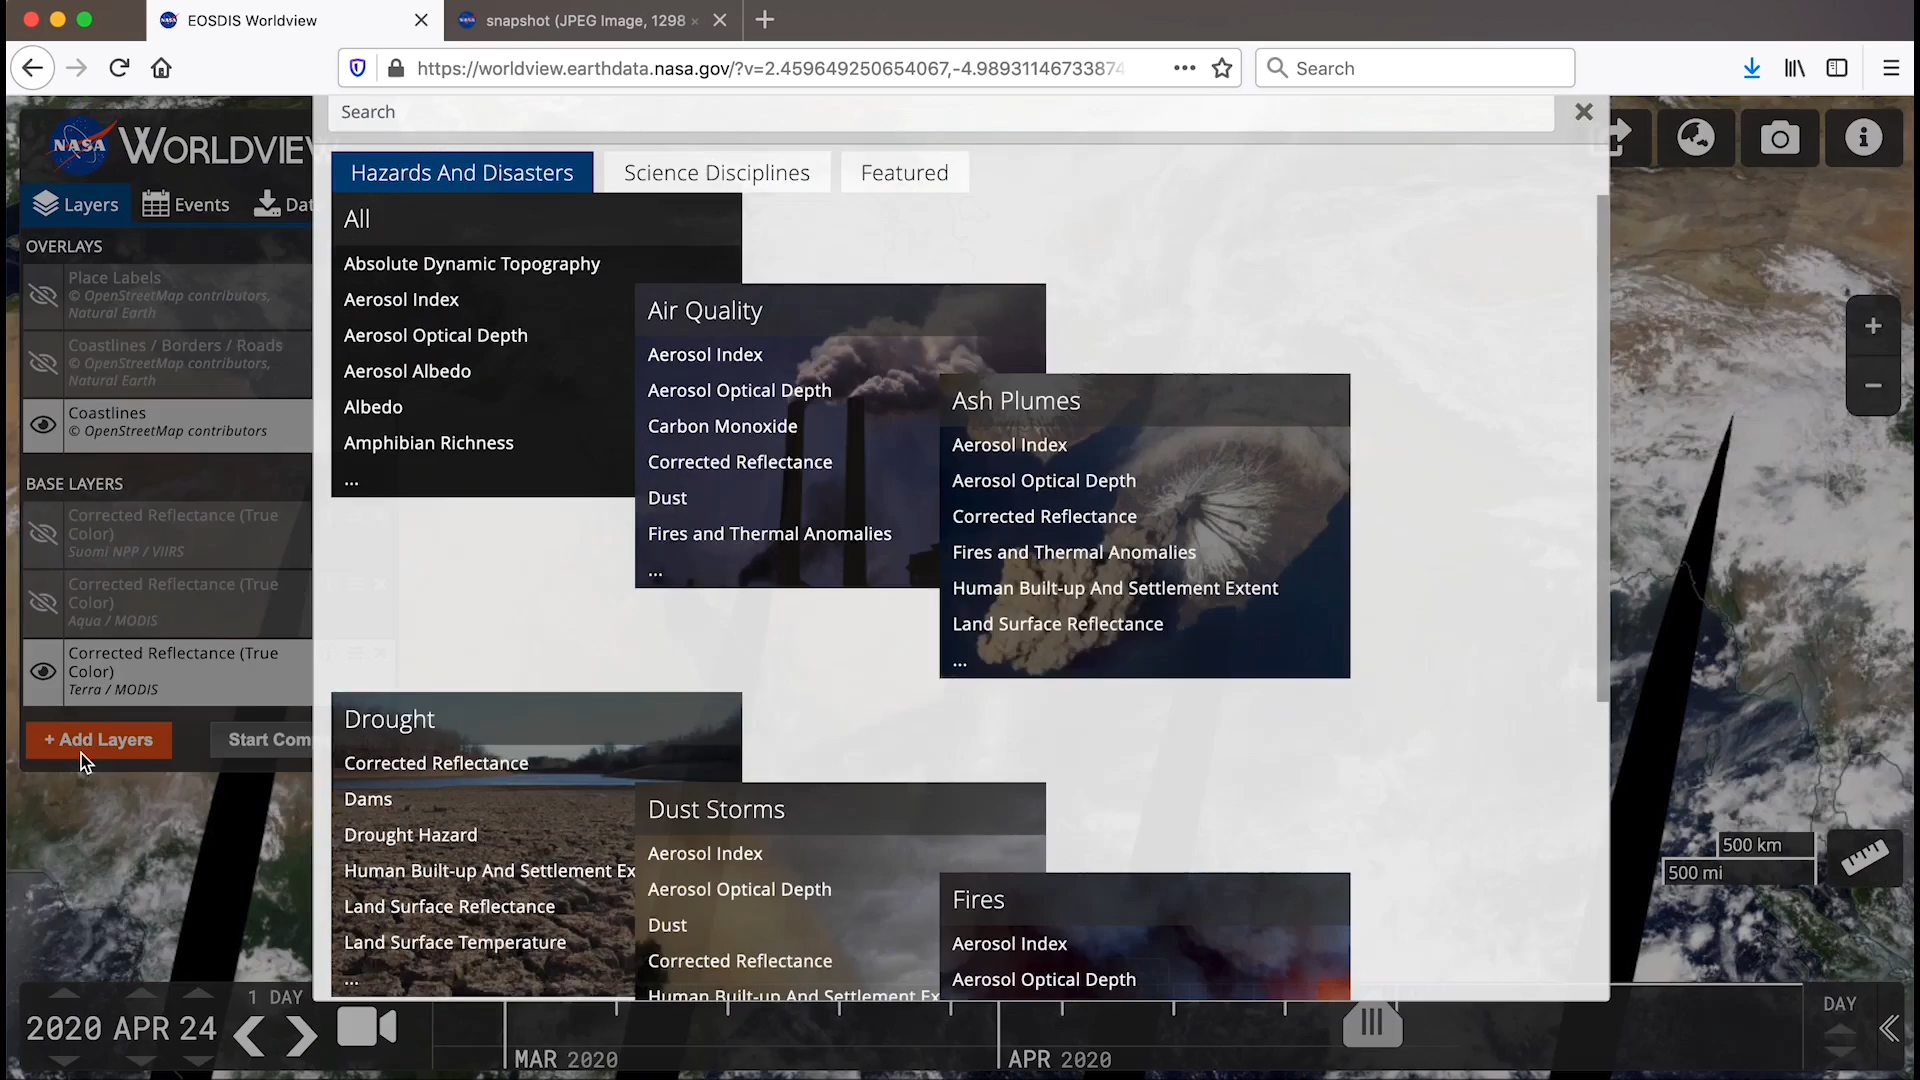 EOSDIS Worldview
snapshot (JPEG Image, 1298
https://worldview.earthdata.nasa.gov/?v=2.459649250654067,-4.98931146733874
Search
NASA WORLDVIEW
Search
Hazards And Disasters
Science Disciplines
Featured
Layers
Events
Dat
OVERLAYS
Place Labels
© OpenStreetMap contributors,
Natural Earth
Coastlines / Borders / Roads
© OpenStreetMap contributors,
Natural Earth
Coastlines
© OpenStreetMap contributors
BASE LAYERS
Corrected Reflectance (True
Color)
Suomi NPP / VIIRS
Corrected Reflectance (True
Color)
Aqua / MODIS
Corrected Reflectance (True
Color)
Terra / MODIS
+ Add Layers
Start Com
All
Absolute Dynamic Topography
Aerosol Index
Aerosol Optical Depth
Aerosol Albedo
Albedo
Amphibian Richness
...
Air Quality
Aerosol Index
Aerosol Optical Depth
Carbon Monoxide
Corrected Reflectance
Dust
Fires and Thermal Anomalies
...
Ash Plumes
Aerosol Index
Aerosol Optical Depth
Corrected Reflectance
Fires and Thermal Anomalies
Human Built-up And Settlement Extent
Land Surface Reflectance
...
Drought
Corrected Reflectance
Dams
Drought Hazard
Human Built-up And Settlement Ex
Land Surface Reflectance
Land Surface Temperature
...
Dust Storms
Aerosol Index
Aerosol Optical Depth
Dust
Corrected Reflectance
Human Built-up And Settlement Ex
Fires
Aerosol Index
Aerosol Optical Depth
500 km
500 mi
1 DAY
2020 APR 24
MAR 2020
APR 2020
DAY